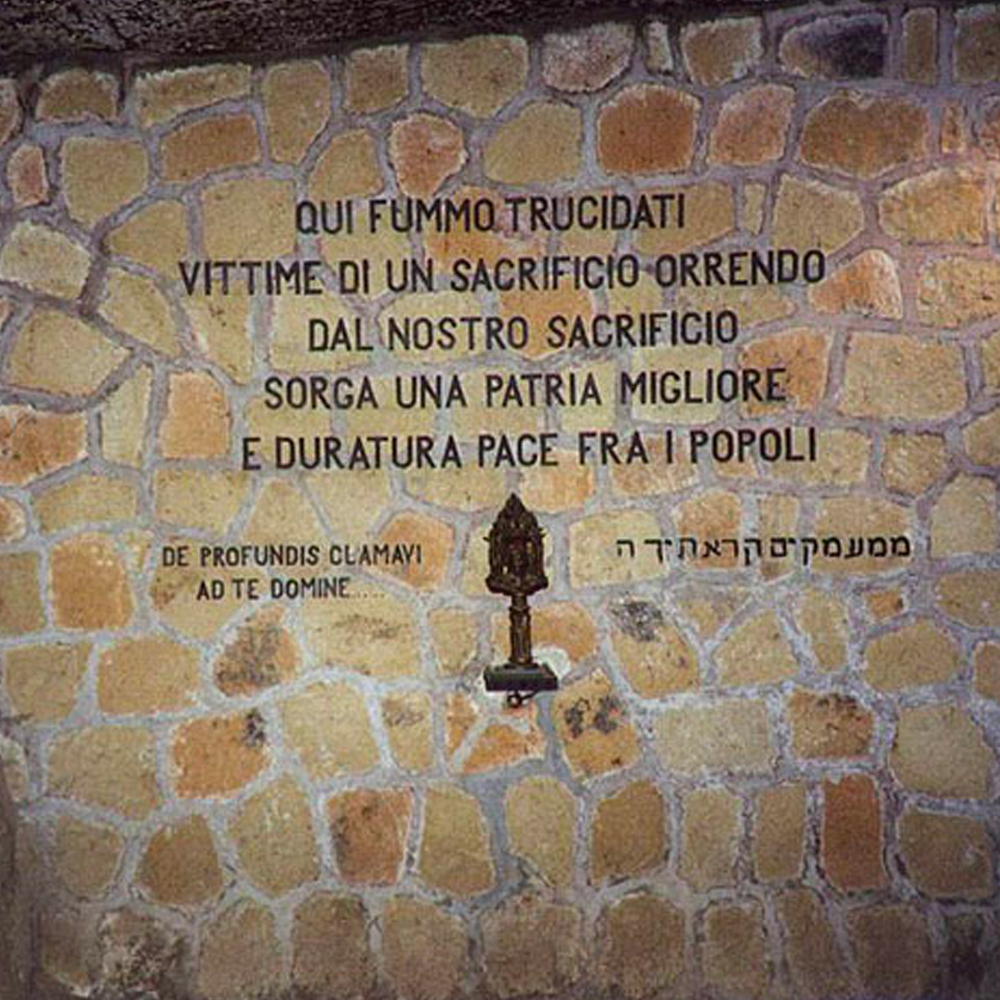 QUI FUMMO TRUCIDATI
VITTIME DI UN SACRIFICIO ORRENDO
DAL NOSTRO SACRIFICIO
SORGA UNA PATRIA MIGLIORE
E DURATURA PACE FRA I POPOLI
DE PROFUNDIS CLAMAVI
AD TE DOMINE.....
ממעמקים קראתיך ה